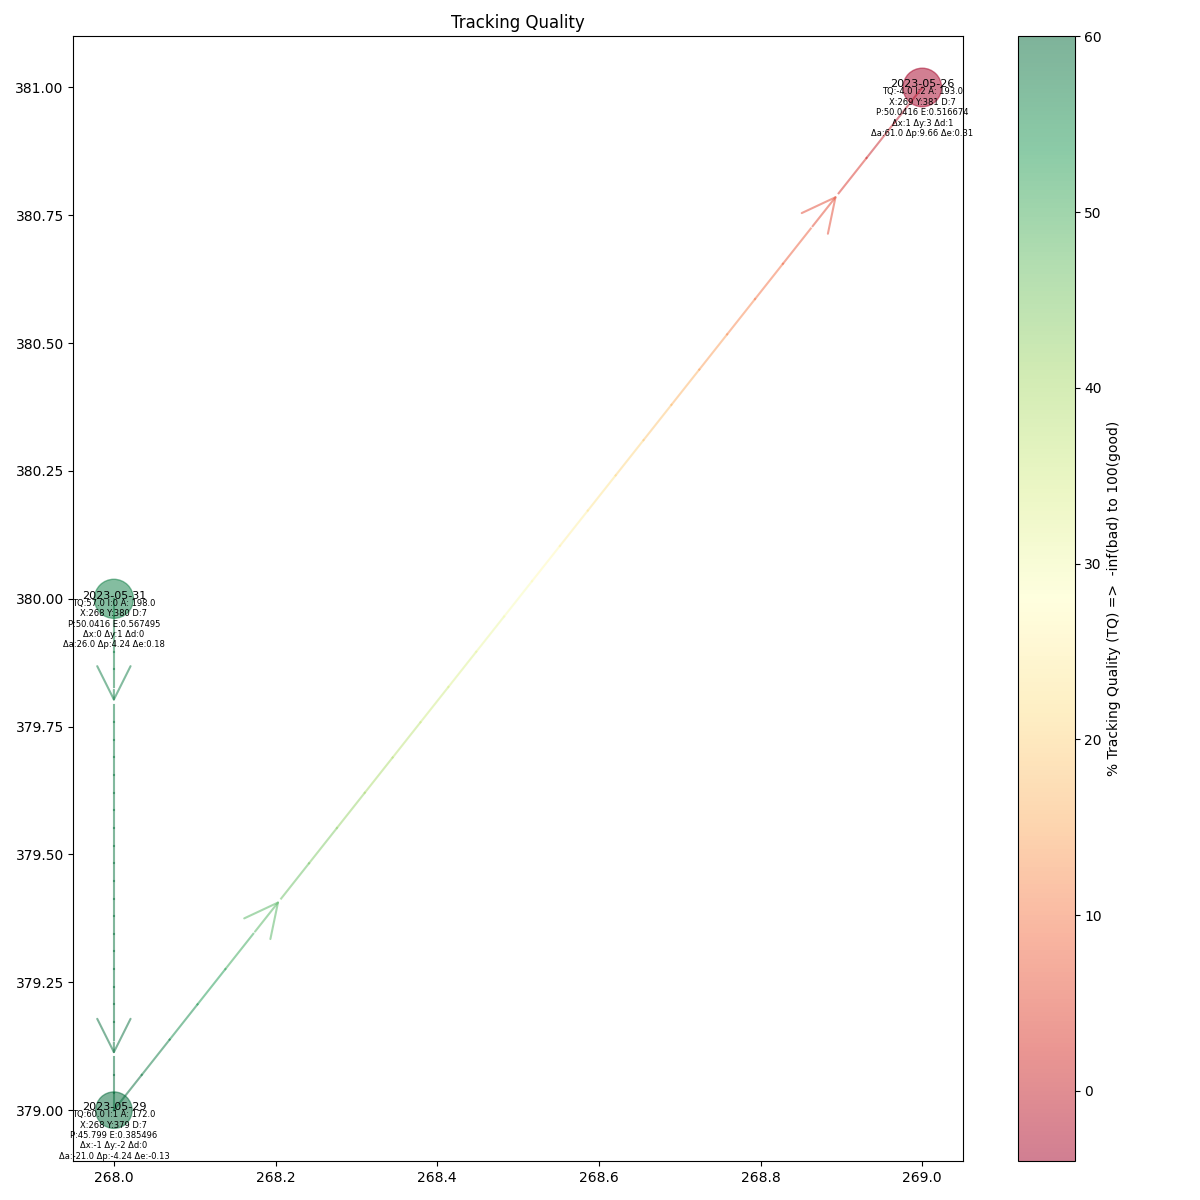 Tracking Quality
381.00
380.75
380.50
380.25
380.00
379.75
379.50
379.25
379.00
268.0 268.2 268.4 268.6 268.8 269.0
2023-05-26
TQ:-4.0 I:2 A: 193.0
X:269 Y:381 D:7
P:50.0416 E:0.516674
Δx:1 Δy:3 Δd:1
Δa:61.0 Δp:9.66 Δe:0.31
2023-05-31
TQ:57.0 I:0 A: 198.0
X:268 Y:380 D:7
P:50.0416 E:0.567495
Δx:0 Δy:1 Δd:0
Δa:26.0 Δp:4.24 Δe:0.18
2023-05-29
TQ:60.0 I:1 A: 172.0
X:268 Y:379 D:7
P:45.799 E:0.385496
Δx:-1 Δy:-2 Δd:0
Δa:-21.0 Δp:-4.24 Δe:-0.13
60
50
40
30
20
10
0
% Tracking Quality (TQ) => -inf(bad) to 100(good)